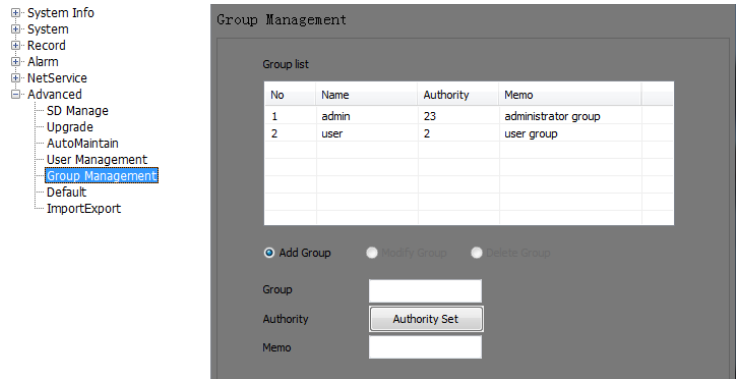 System Info
System
Record
Alarm
NetService
Advanced
SD Manage
Upgrade
AutoMaintain
User Management
Group Management
Default
ImportExport
Group Management
Group list
No Name Authority Memo
1 admin 23 administrator group
2 user 2 user group
Add Group Modify Group Delete Group
Group
Authority Authority Set
Memo